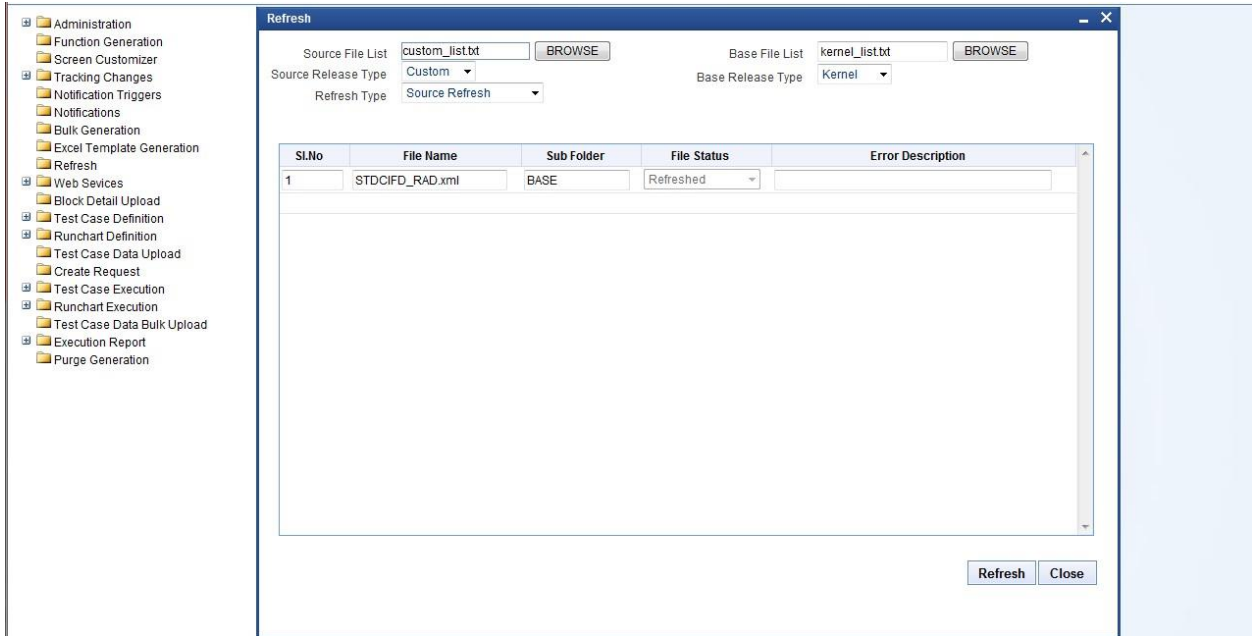 Administration
Function Generation
Screen Customizer
Tracking Changes
Notification Triggers
Notifications
Bulk Generation
Excel Template Generation
Refresh
Web Sevices
Block Detail Upload
Test Case Definition
Runchart Definition
Test Case Data Upload
Create Request
Test Case Execution
Runchart Execution
Test Case Data Bulk Upload
Execution Report
Purge Generation
Refresh
Source File List custom_list.txt BROWSE Base File List kernel_list.txt BROWSE
Source Release Type Custom Base Release Type Kernel
Refresh Type Source Refresh
Sl.No File Name Sub Folder File Status Error Description
1 STDCIFD_RAD.xml BASE Refreshed
Refresh Close